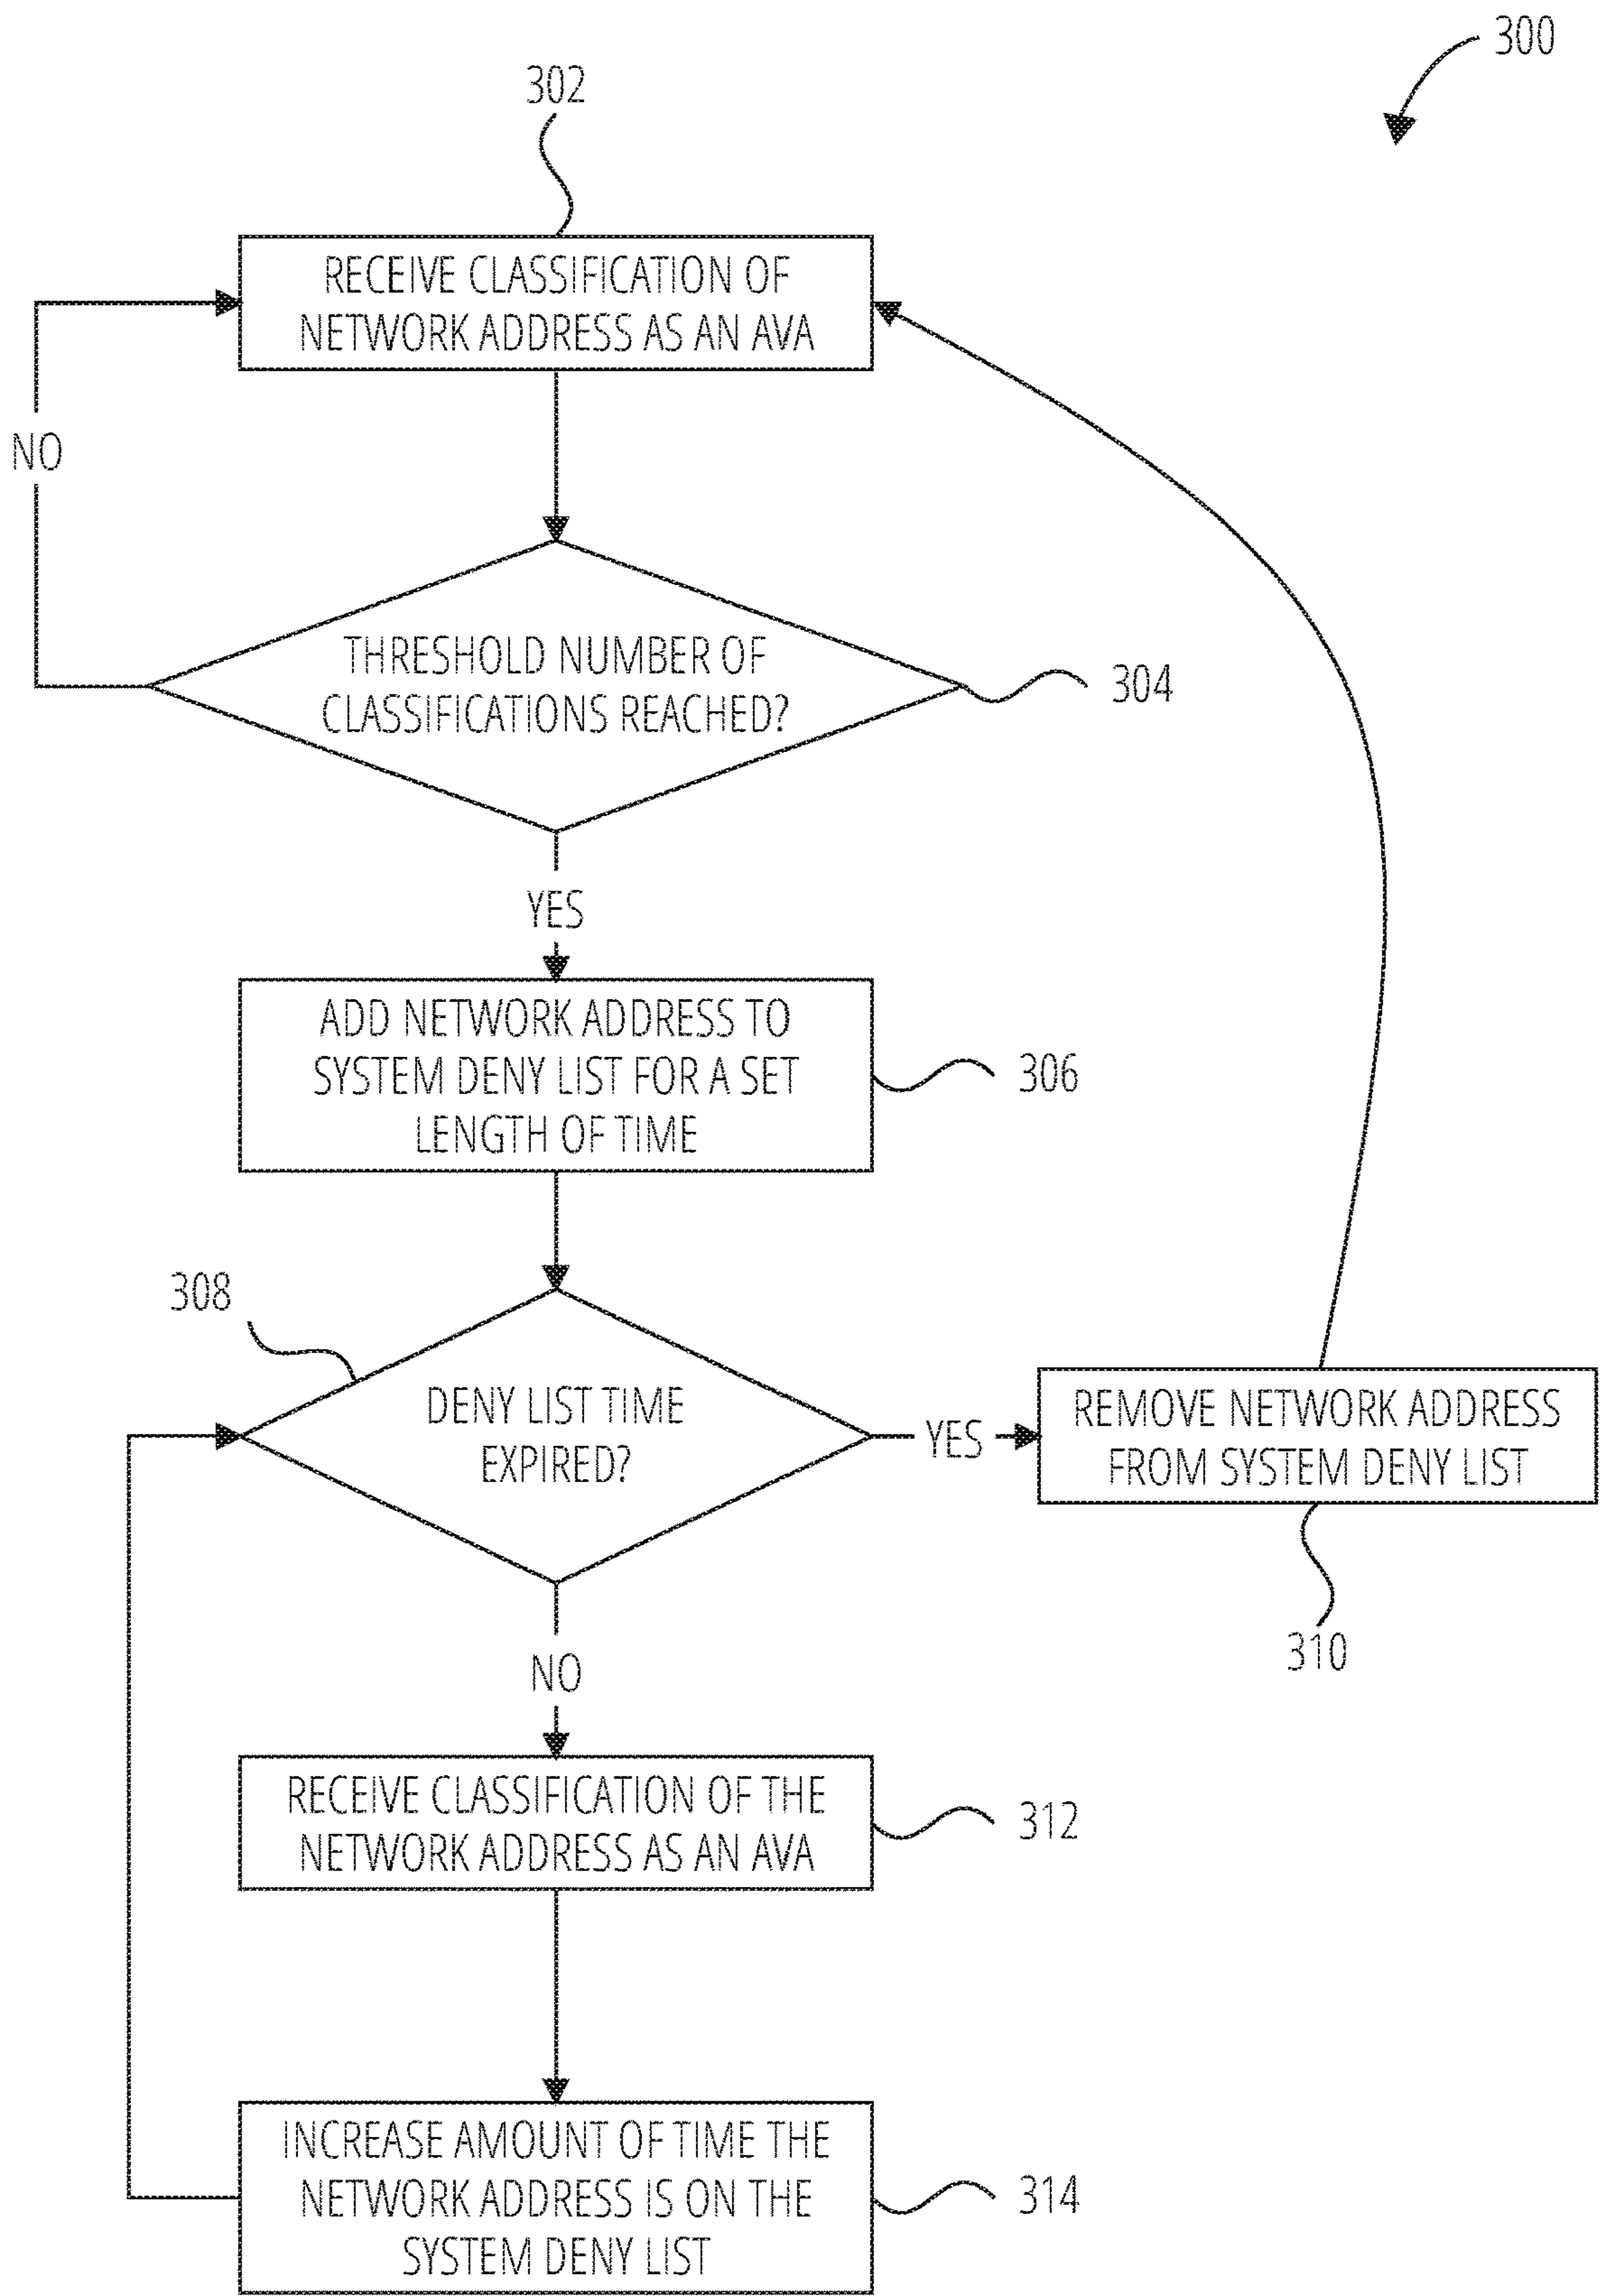 300
302
RECEIVE CLASSIFICATION OF
NETWORK ADDRESS AS AN AVA
NO
THRESHOLD NUMBER OF
CLASSIFICATIONS REACHED?
304
YES
ADD NETWORK ADDRESS TO
SYSTEM DENY LIST FOR A SET
LENGTH OF TIME
306
308
DENY LIST TIME
EXPIRED?
YES
REMOVE NETWORK ADDRESS
FROM SYSTEM DENY LIST
310
NO
RECEIVE CLASSIFICATION OF THE
NETWORK ADDRESS AS AN AVA
312
INCREASE AMOUNT OF TIME THE
NETWORK ADDRESS IS ON THE
SYSTEM DENY LIST
314